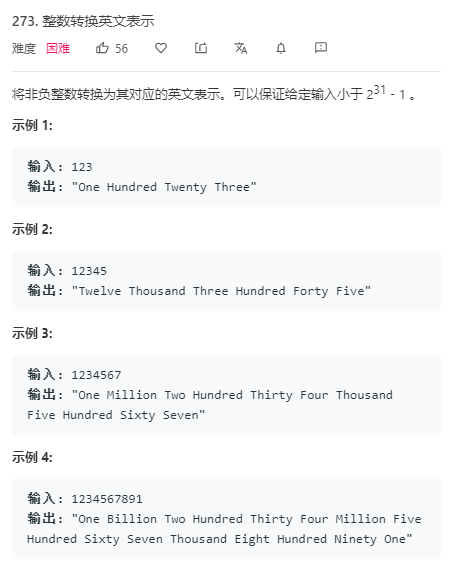 273. 整数转换英文表示
难度 困难 56
将非负整数转换为其对应的英文表示。可以保证给定输入小于 2^31 - 1 。
示例 1:
输入: 123
输出: "One Hundred Twenty Three"
示例 2:
输入: 12345
输出: "Twelve Thousand Three Hundred Forty Five"
示例 3:
输入: 1234567
输出: "One Million Two Hundred Thirty Four Thousand
Five Hundred Sixty Seven"
示例 4:
输入: 1234567891
输出: "One Billion Two Hundred Thirty Four Million Five
Hundred Sixty Seven Thousand Eight Hundred Ninety One"